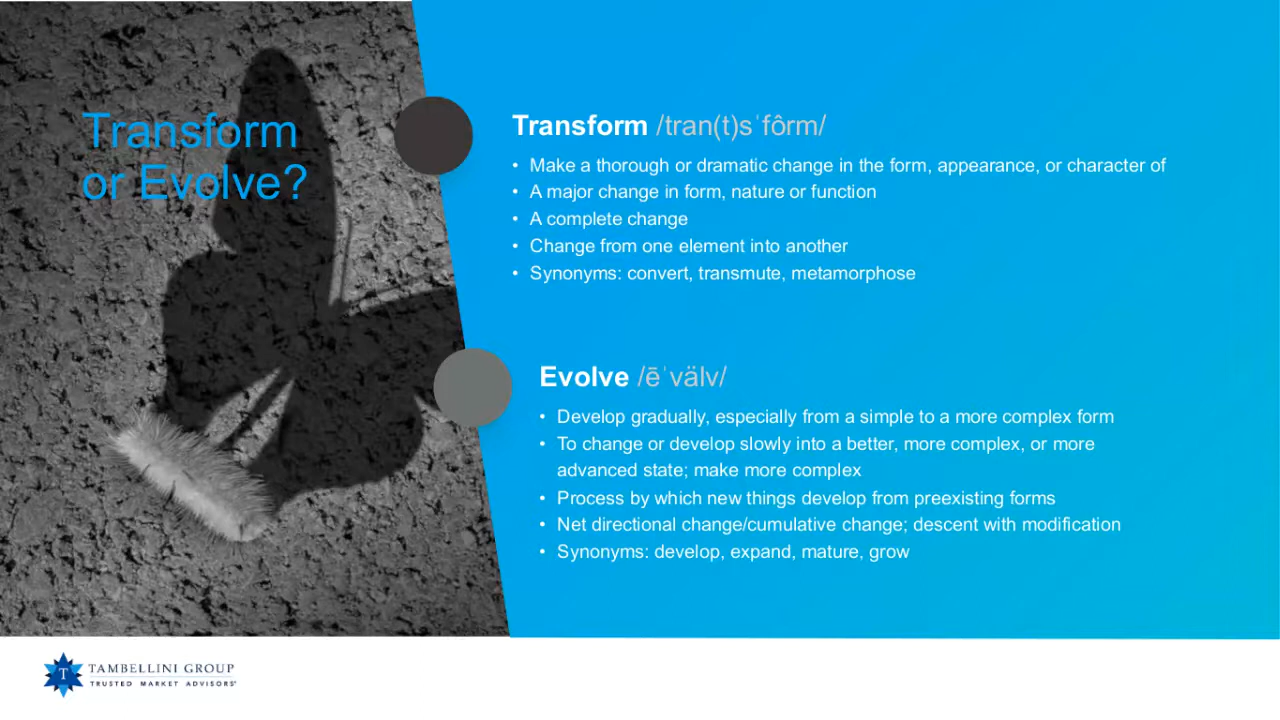 Transform
or Evolve?
Transform /tran(t)sˈfôrm/
• Make a thorough or dramatic change in the form, appearance, or character of
• A major change in form, nature or function
• A complete change
• Change from one element into another
• Synonyms: convert, transmute, metamorphose
Evolve /ēˈvälv/
• Develop gradually, especially from a simple to a more complex form
• To change or develop slowly into a better, more complex, or more
advanced state; make more complex
• Process by which new things develop from preexisting forms
• Net directional change/cumulative change; descent with modification
• Synonyms: develop, expand, mature, grow
T
TAMBELLINI GROUP
TRUSTED MARKET ADVISORS®